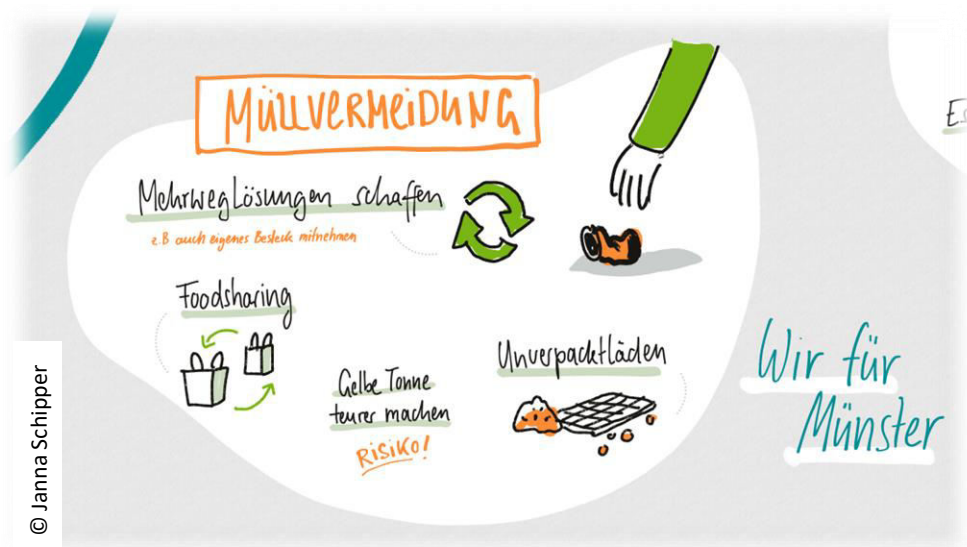 MÜLLVERMEIDUNG
Mehrweglösungen schaffen
z.B auch eigenes Besteck mitnehmen
Foodsharing
Gelbe Tonne
teurer machen
RISIKO!
Unverpacktläden
Wir für
Münster
© Janna Schipper